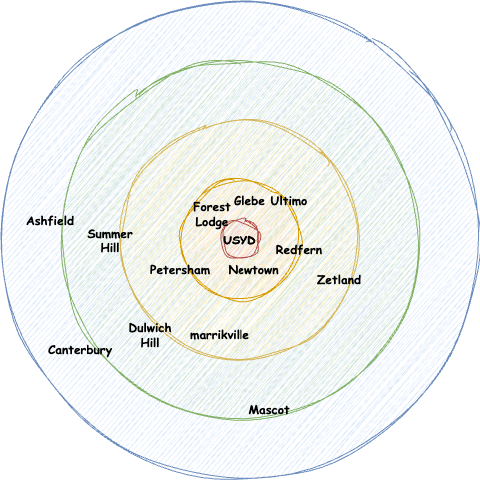 Forest
Lodge
Glebe
Ultimo
Ashfield
Summer
Hill
USYD
Redfern
Petersham
Newtown
Zetland
Dulwich
Hill
marrikville
Canterbury
Mascot